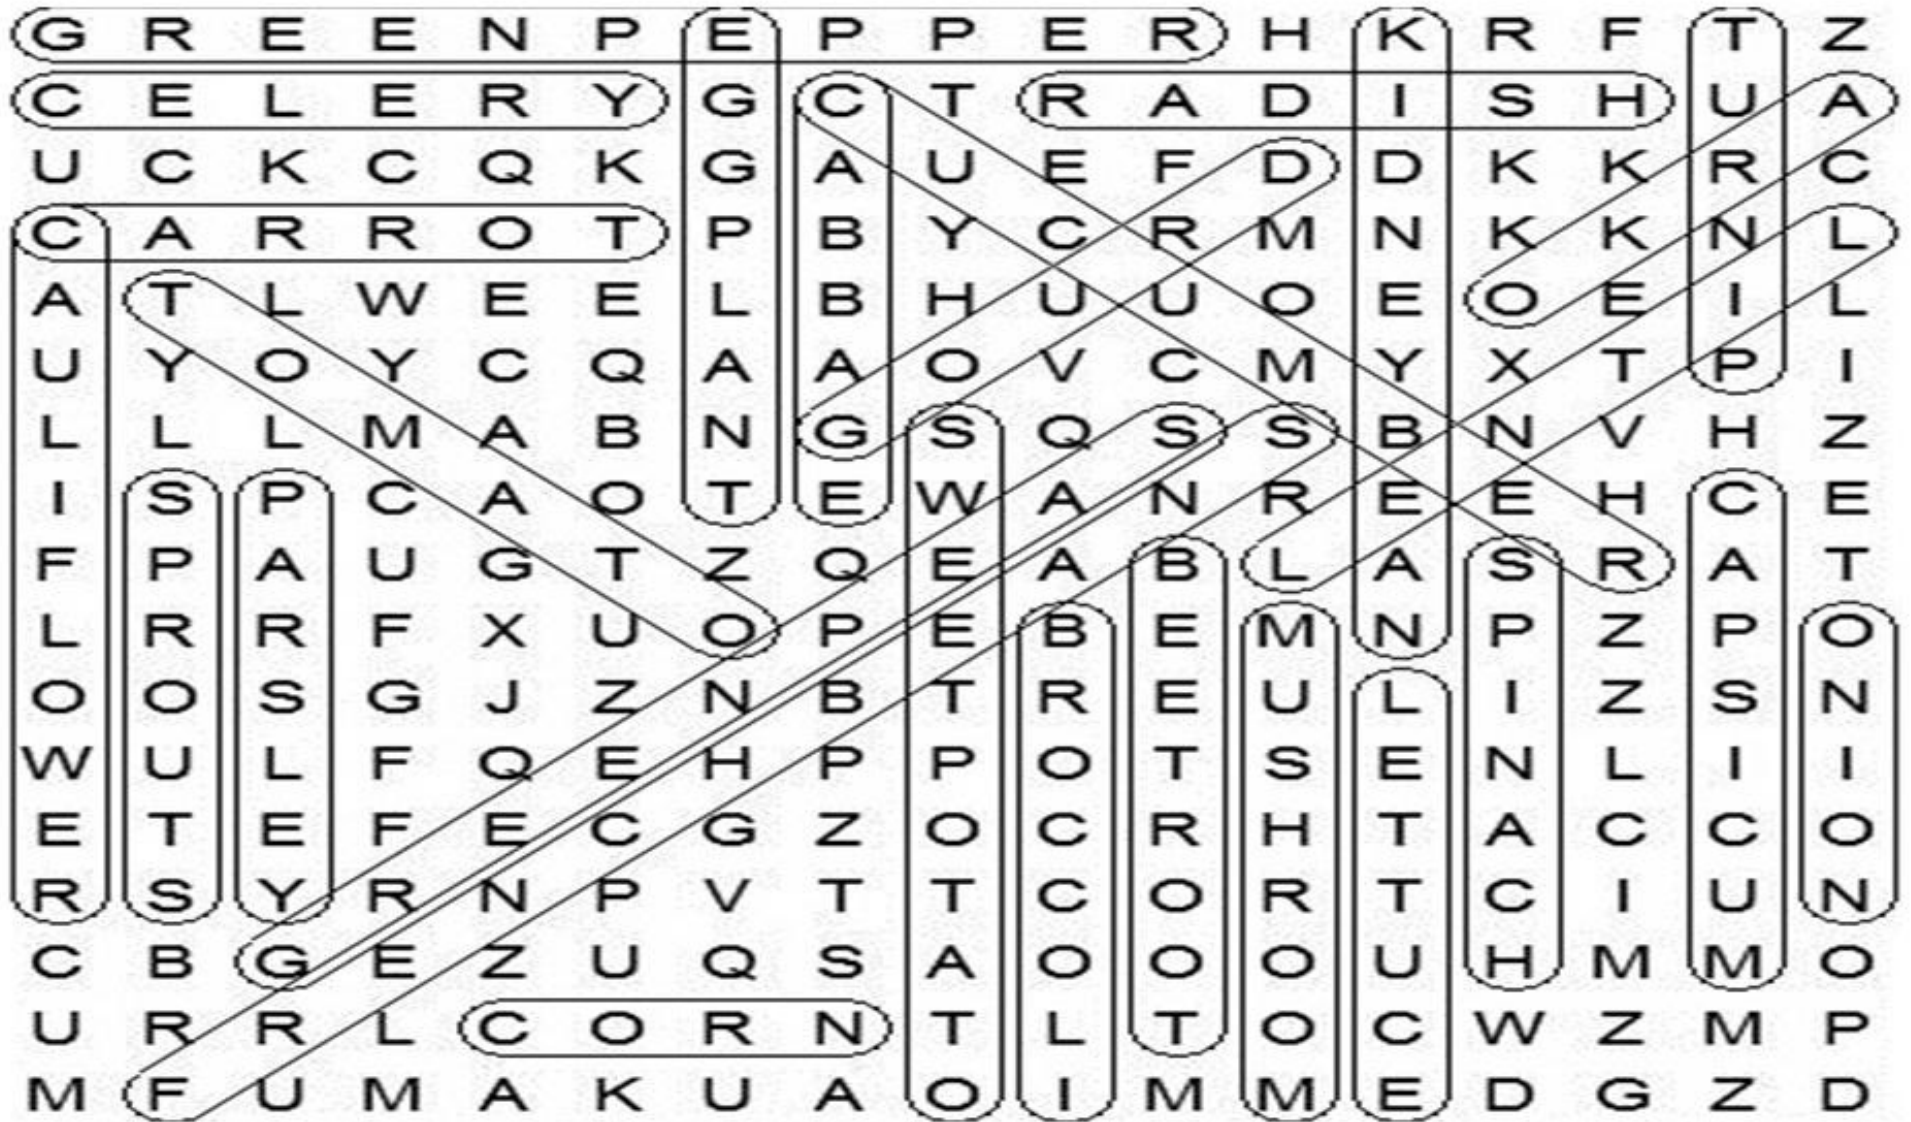 G R E E N P E P P E R H K R F T Z
C E L E R Y G C T R A D I S H U A
U C K C Q K G A U E F D D K K R C
C A R R O T P B Y C R M N K K N L
A T L W E E L B H U U O E O E I L
U Y O Y C Q A A O V C M Y X T P I
L L L M A B N G S Q S S B N V H Z
I S P C A O T E W A N R E E H C E
F P A U G T Z Q E A B L A S R A T
L R R F X U O P E B E M N P Z P O
O O S G J Z N B T R E U L I Z S N
W U L F Q E H P P O T S E N L I I
E T E F E C G Z O C R H T A C C O
R S Y R N P V T T C O R T C I U N
C B G E Z U Q S A O O O U H M M O
U R R L C O R N T L T O C W Z M P
M F U M A K U A O I M M E D G Z D